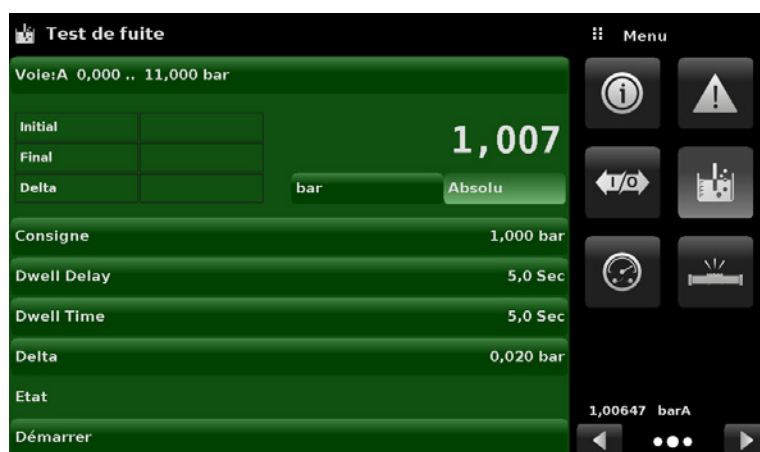 Test de fuite
Menu
Voie:A 0,000 .. 11,000 bar
Initial
Final
Delta
1,007
bar
Absolu
I/O
Consigne 1,000 bar
Dwell Delay 5,0 Sec
Dwell Time 5,0 Sec
Delta 0,020 bar
Etat
Démarrer
1,00647 barA